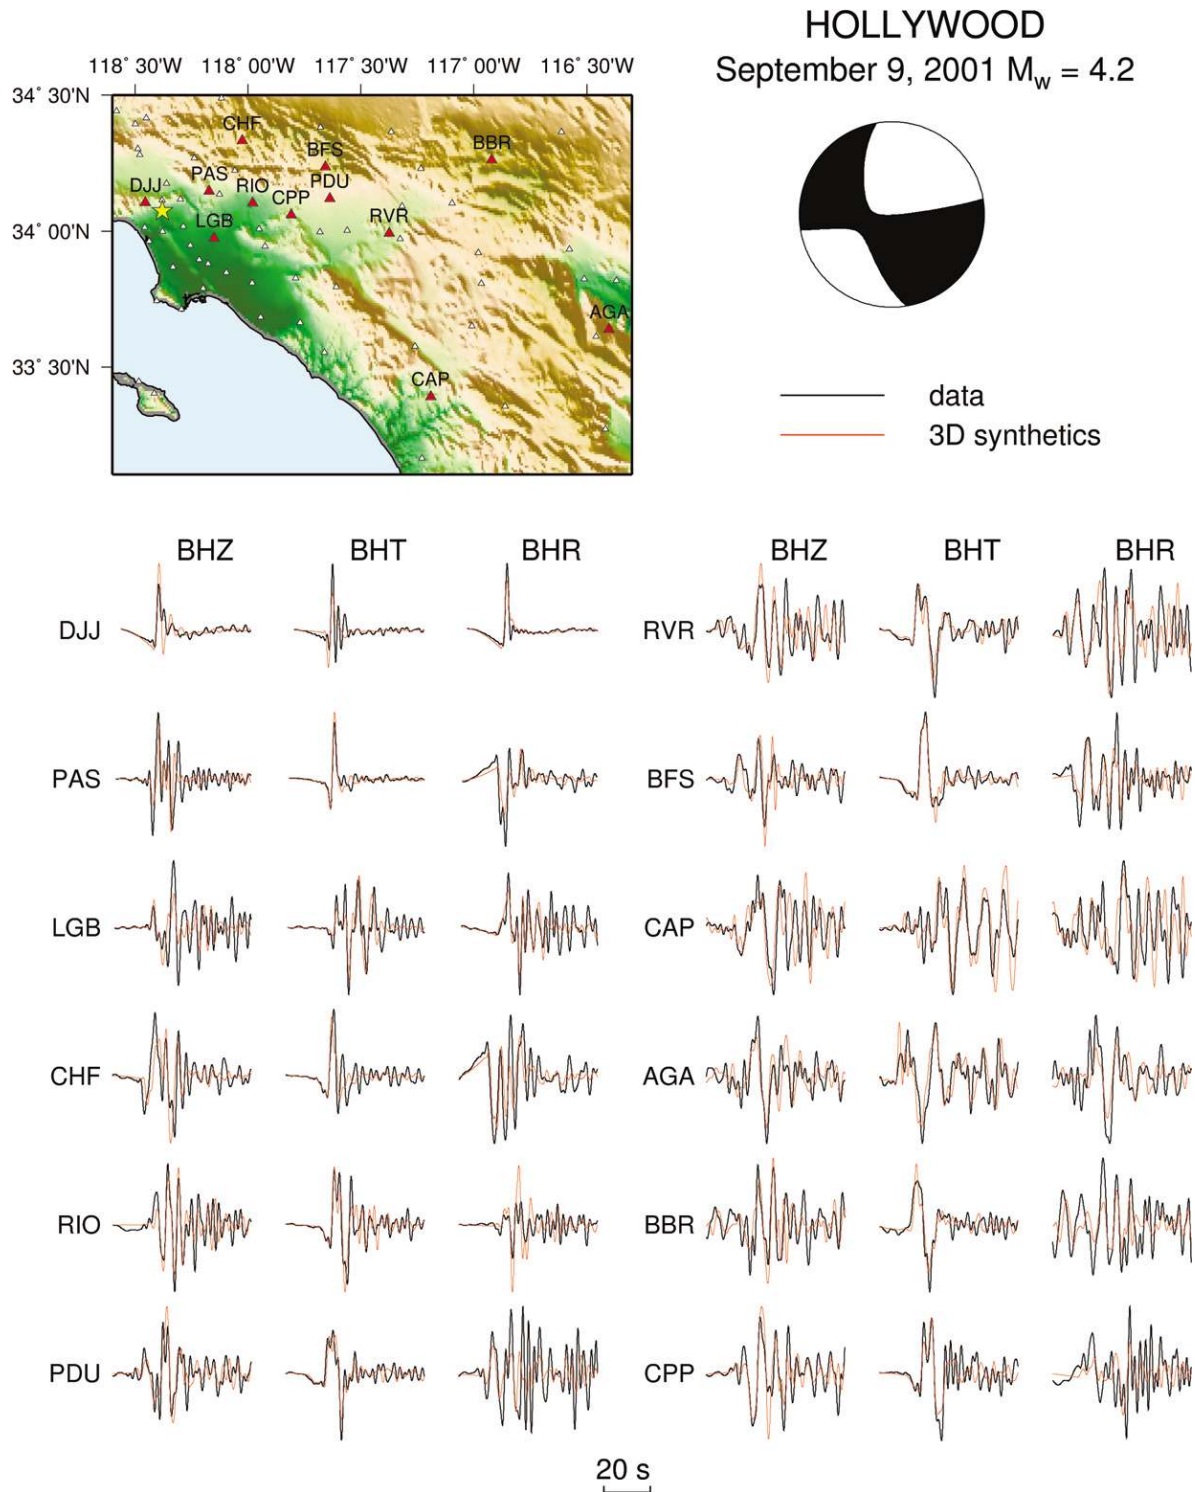 HOLLYWOOD
September 9, 2001 Mw = 4.2
118˚ 30'W 118˚ 00'W 117˚ 30'W 117˚ 00'W 116˚ 30'W
34˚ 30'N
34˚ 00'N
33˚ 30'N
CHF
BFS
BBR
PAS
DJJ
RIO
PDU
CPP
LGB
RVR
AGA
CAP
data
3D synthetics
BHZ BHT BHR BHZ BHT BHR
DJJ RVR
PAS BFS
LGB CAP
CHF AGA
RIO BBR
PDU CPP
20 s